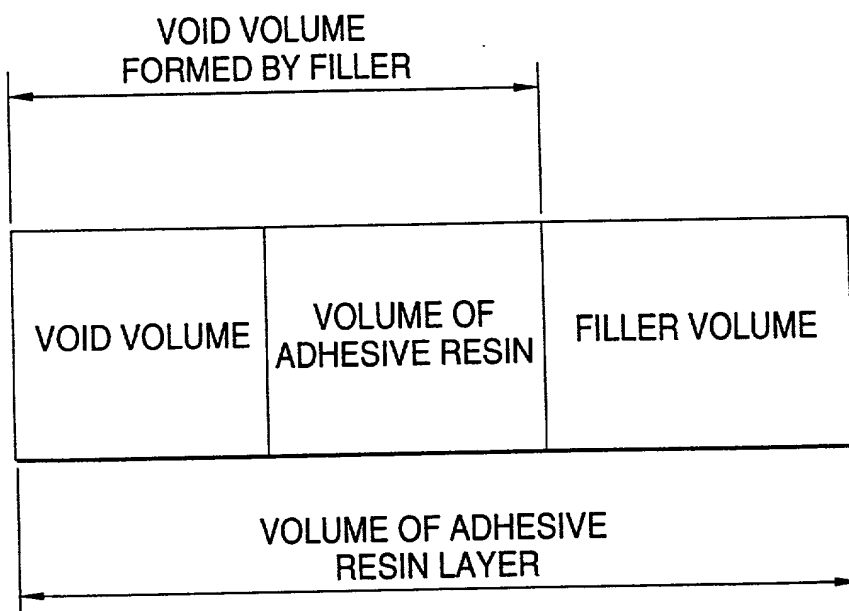 VOID VOLUME
FORMED BY FILLER
VOID VOLUME
VOLUME OF
ADHESIVE RESIN
FILLER VOLUME
VOLUME OF ADHESIVE
RESIN LAYER